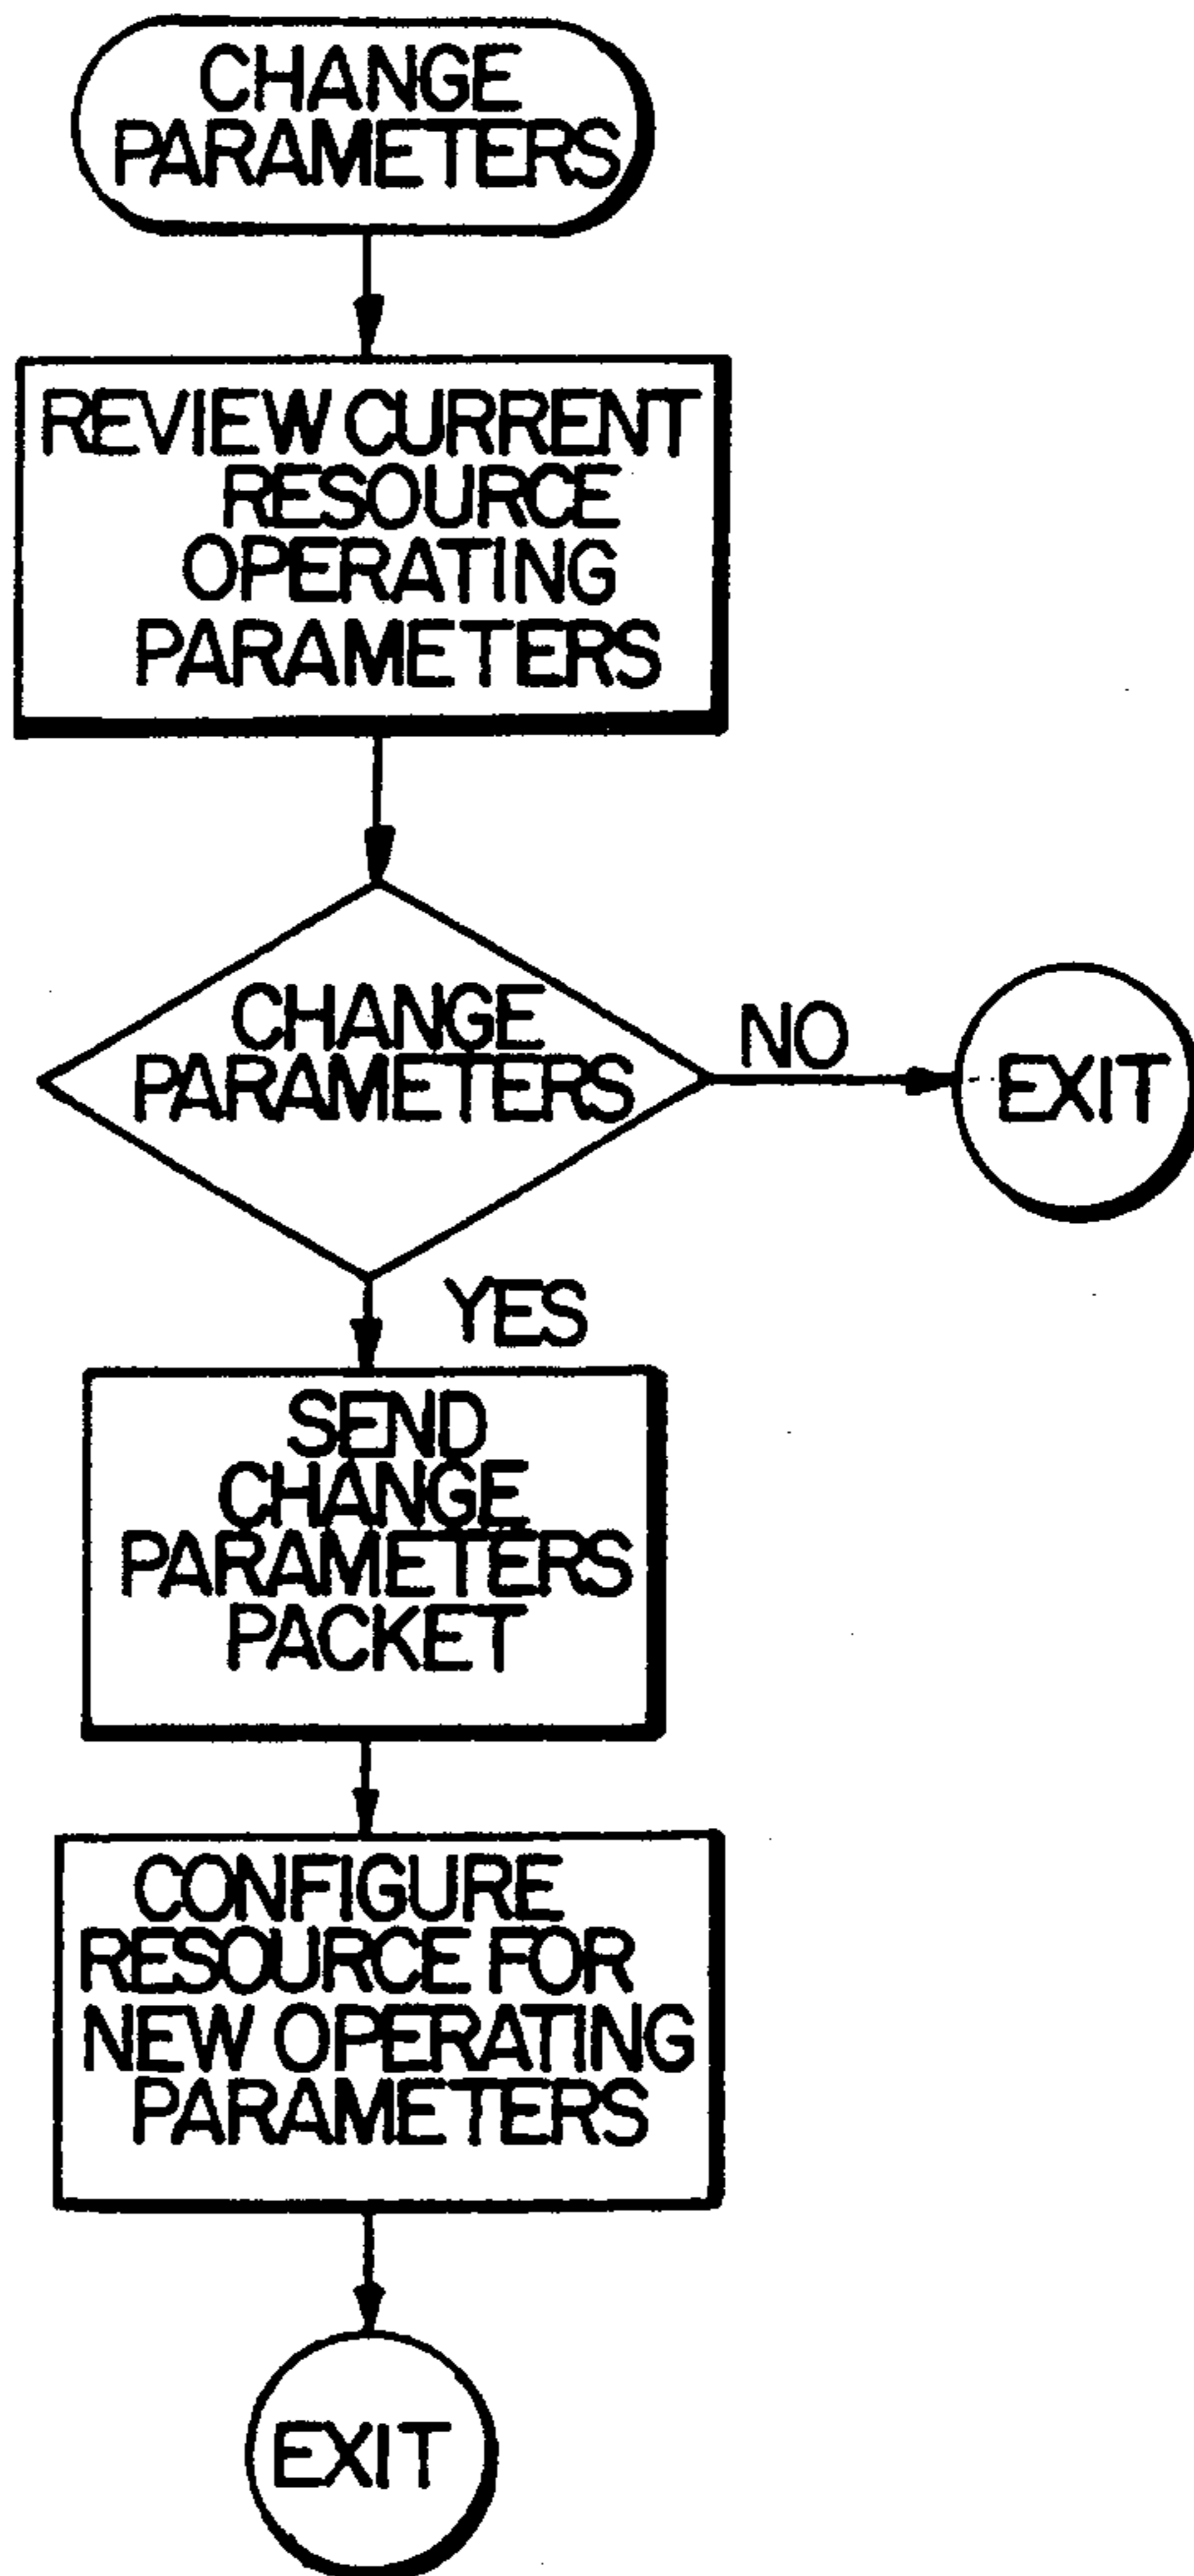 CHANGE
PARAMETERS
REVIEW CURRENT
RESOURCE
OPERATING
PARAMETERS
CHANGE
PARAMETERS
NO
EXIT
YES
SEND
CHANGE
PARAMETERS
PACKET
CONFIGURE
RESOURCE FOR
NEW OPERATING
PARAMETERS
EXIT